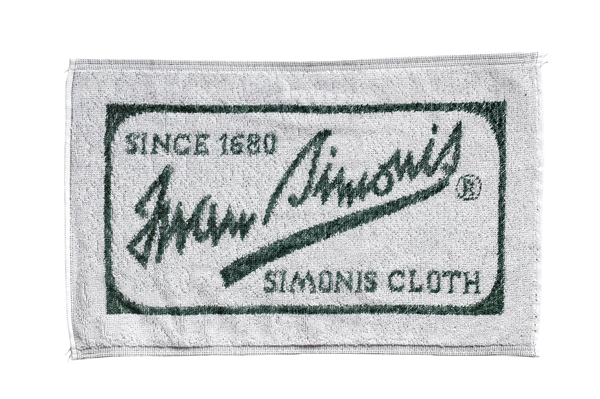 SINCE 1680
Iwan Simonis ®
SIMONIS CLOTH